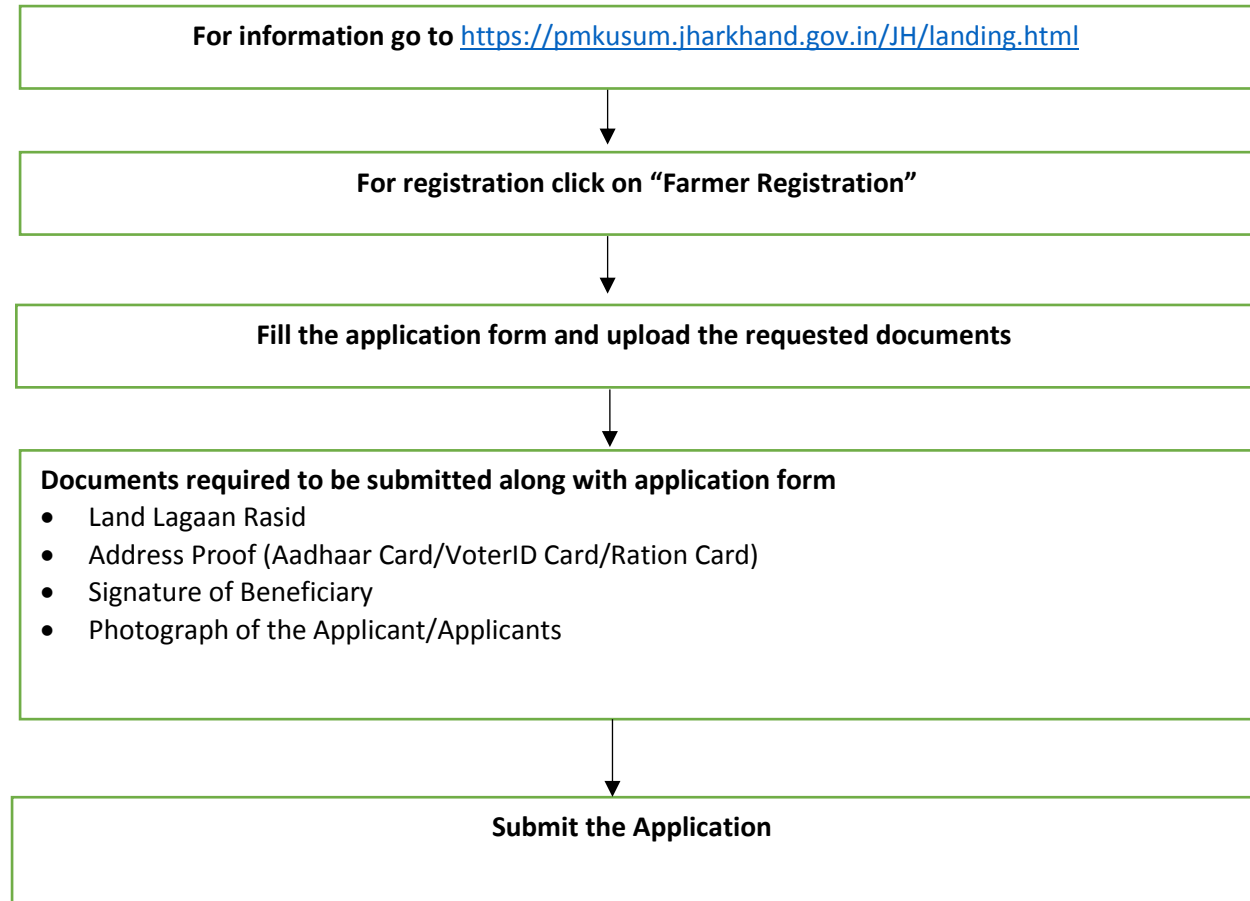 For information go to https://pmkusum.jharkhand.gov.in/JH/landing.html
For registration click on “Farmer Registration”
Fill the application form and upload the requested documents
Documents required to be submitted along with application form
• Land Lagaan Rasid
• Address Proof (Aadhaar Card/VoterID Card/Ration Card)
• Signature of Beneficiary
• Photograph of the Applicant/Applicants
Submit the Application